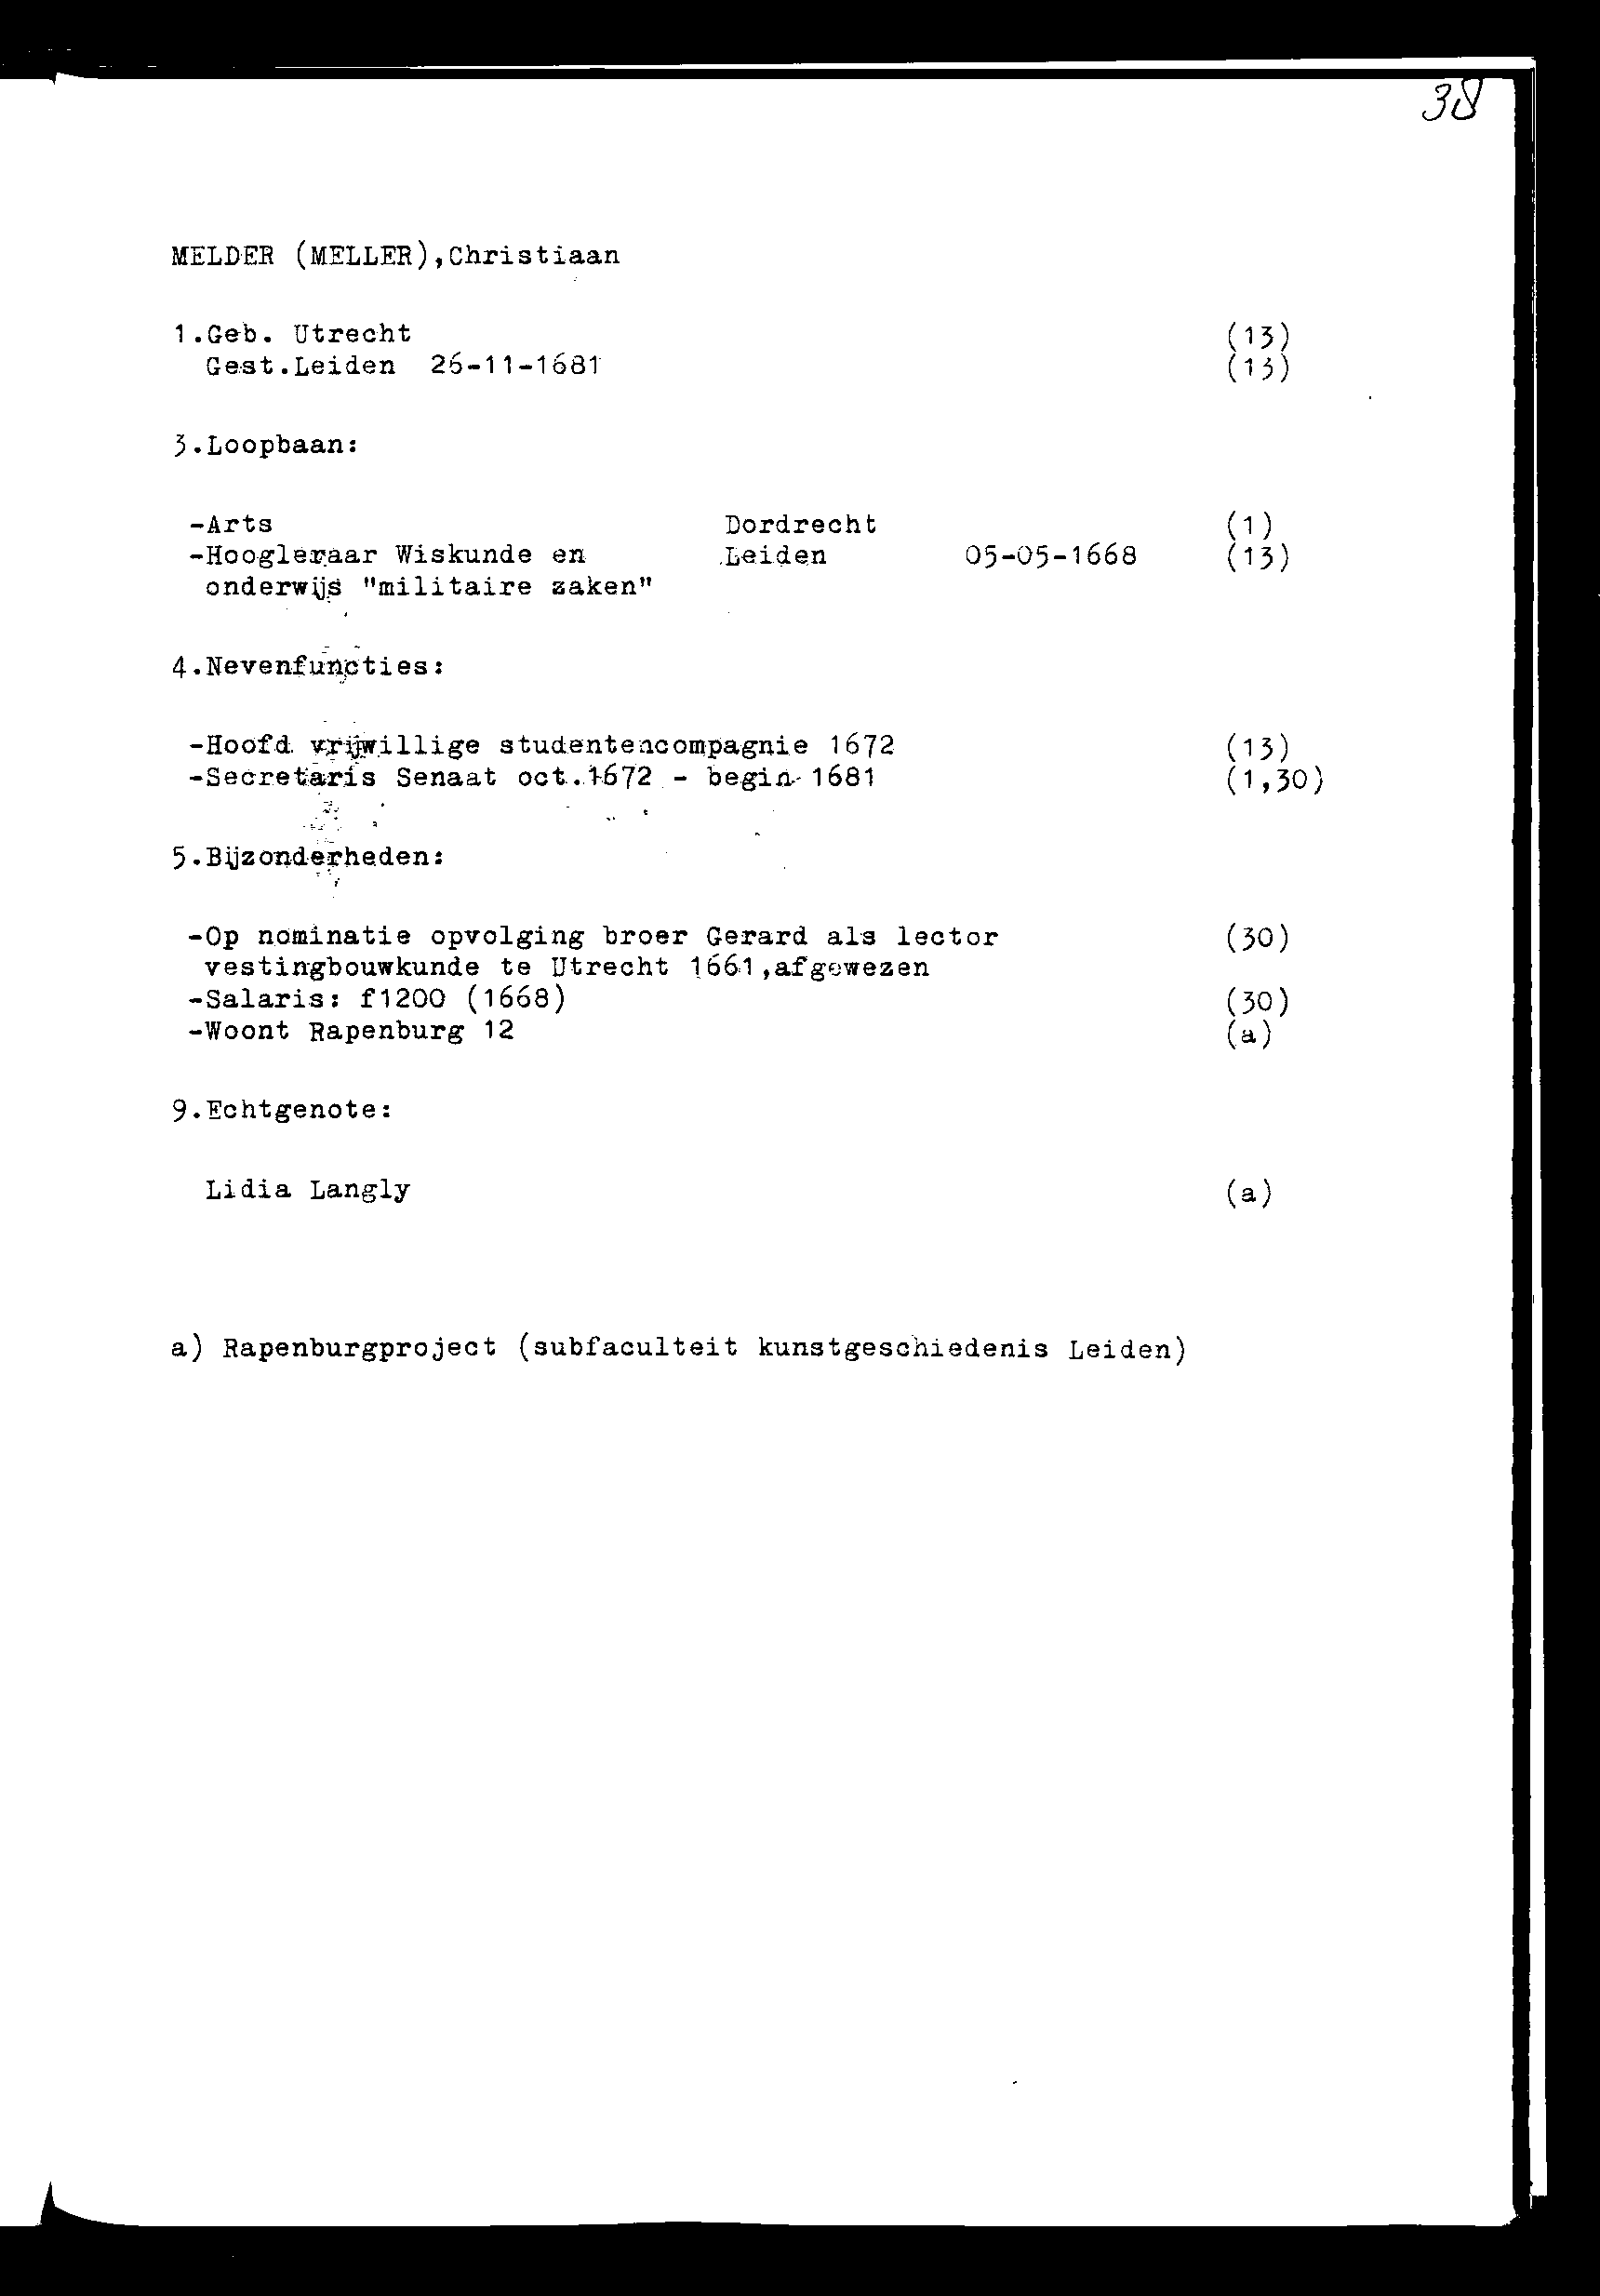 38
MELDER (MELLER),Christiaan
1.Geb. Utrecht (13)
Gest.Leiden 26-11-1681 (13)
3.Loopbaan:
-Arts Dordrecht (1)
-Hoogleraar Wiskunde en Leiden 05-05-1668 (13)
onderwijs "militaire zaken"
4.Nevenfuncties:
-Hoofd vrijwillige studentencompagnie 1672 (13)
-Secretaris Senaat oct.1672 - begin 1681 (1,30)
5.Bijzonderheden:
-Op nominatie opvolging broer Gerard als lector (30)
vestingbouwkunde te Utrecht 1661,afgewezen
-Salaris: f1200 (1668) (30)
-Woont Rapenburg 12 (a)
9.Echtgenote:
Lidia Langly (a)
a) Rapenburgproject (subfaculteit kunstgeschiedenis Leiden)